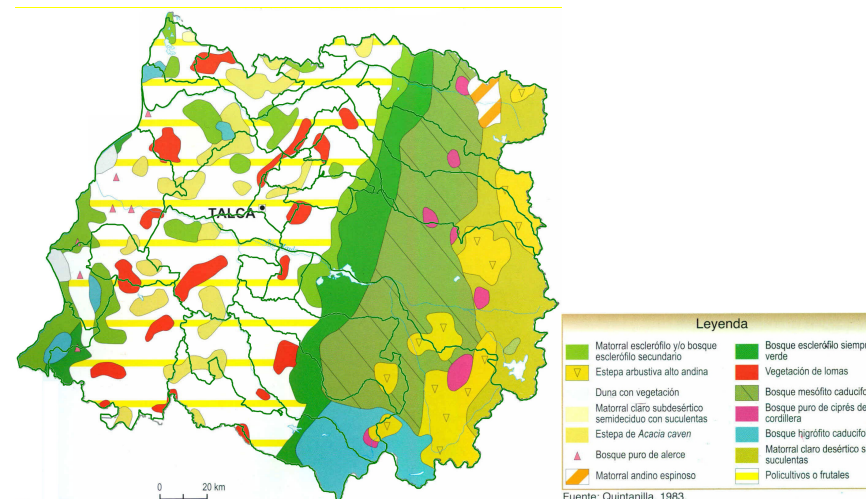 TALCA
0 20 km
Leyenda
Matorral esclerófilo y/o bosque
esclerófilo secundario
Estepa arbustiva alto andina
Duna con vegetación
Matorral claro subdesértico
semideciduo con suculentas
Estepa de Acacia caven
Bosque puro de alerce
Matorral andino espinoso
Bosque esclerófilo siempre
verde
Vegetación de lomas
Bosque mesófito caducifo
Bosque puro de ciprés de
cordillera
Bosque higrófito caducifo
Matorral claro desértico s
suculentas
Policultivos o frutales
Fuente: Quintanilla, 1983